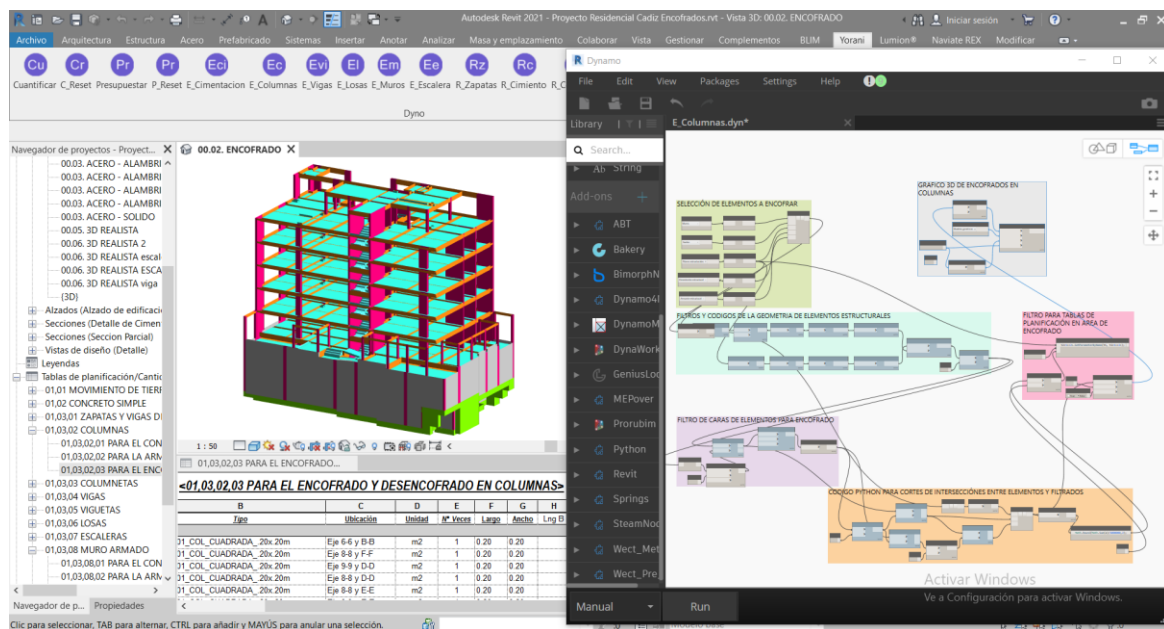 Autodesk Revit 2021 - Proyecto Residencial Cadiz Encofrados.rvt - Vista 3D: 00.02. ENCOFRADO
Iniciar sesión
Archivo Arquitectura Estructura Acero Prefabricado Sistemas Insertar Anotar Analizar Masa y emplazamiento Colaborar Vista Gestionar Complementos BLIM Yorani Lumion® Naviate REX Modificar
Cu Cr Pr Pr Eci Ec Evi El Em Ee Rz Rc
Cuantificar C_Reset Presupuestar P_Reset E_Cimentacion E_Columnas E_Vigas E_Losas E_Muros E_Escalera R_Zapatas R_Cimiento R_C
Dyno
Navegador de proyectos - Proyect...
00.03. ACERO - ALAMBRI
00.03. ACERO - ALAMBRI
00.03. ACERO - ALAMBRI
00.03. ACERO - ALAMBRI
00.03. ACERO - SOLIDO
00.05. 3D REALISTA
00.06. 3D REALISTA 2
00.06. 3D REALISTA escal
00.06. 3D REALISTA ESCA
00.06. 3D REALISTA viga
{3D}
Alzados (Alzado de edificaci
Secciones (Detalle de Cimen
Secciones (Seccion Parcial)
Vistas de diseño (Detalle)
Leyendas
Tablas de planificación/Cantic
01,01 MOVIMIENTO DE TIERF
01,02 CONCRETO SIMPLE
01,03,01 ZAPATAS Y VIGAS DI
01,03,02 COLUMNAS
01,03,02,01 PARA EL CON
01,03,02,02 PARA LA ARM
01,03,02,03 PARA EL ENC
01,03,03 COLUMNETAS
01,03,04 VIGAS
01,03,05 VIGUETAS
01,03,06 LOSAS
01,03,07 ESCALERAS
01,03,08 MURO ARMADO
01,03,08,01 PARA EL CON
01,03,08,02 PARA LA ARM
Navegador de p... Propiedades
Clic para seleccionar, TAB para alternar, CTRL para añadir y MAYÚS para anular una selección.
00.02. ENCOFRADO
1 : 50
01,03,02,03 PARA EL ENCOFRADO...
<01,03,02,03 PARA EL ENCOFRADO Y DESENCOFRADO EN COLUMNAS>
B C D E F G H
Tipo Ubicación Unidad N° Veces Largo Ancho Lng B
01_COL_CUADRADA_.20x.20m Eje 6-6 y B-B m2 1 0.20 0.20
01_COL_CUADRADA_.20x.20m Eje 8-8 y F-F m2 1 0.20 0.20
01_COL_CUADRADA_.20x.20m Eje 9-9 y D-D m2 1 0.20 0.20
01_COL_CUADRADA_.20x.20m Eje 8-8 y D-D m2 1 0.20 0.20
01_COL_CUADRADA_.20x.20m Eje 8-8 y E-E m2 1 0.20 0.20
Dynamo
File Edit View Packages Settings Help
Library
E_Columnas.dyn*
Search...
Ab String
Add-ons
ABT
Bakery
BimorphN
Dynamo4I
DynamoM
DynaWork
GeniusLoc
MEPover
Prorubim
Python
Revit
Springs
SteamNoc
Wect_Met
Wect_Pre
Manual Run
SELECCIÓN DE ELEMENTOS A ENCOFRAR
GRAFICO 3D DE ENCOFRADOS EN
COLUMNAS
FILTROS Y CODIGOS DE LA GEOMETRIA DE ELEMENTOS ESTRUCTURALES
FILTRO PARA TABLAS DE
PLANIFICACIÓN EN AREA DE
ENCOFRADO
FILTRO DE CARAS DE ELEMENTOS PARA ENCOFRADO
CODIGO PYTHON PARA CORTES DE INTERSECCIÓNES ENTRE ELEMENTOS Y FILTRADOS
Activar Windows
Ve a Configuración para activar Windows.